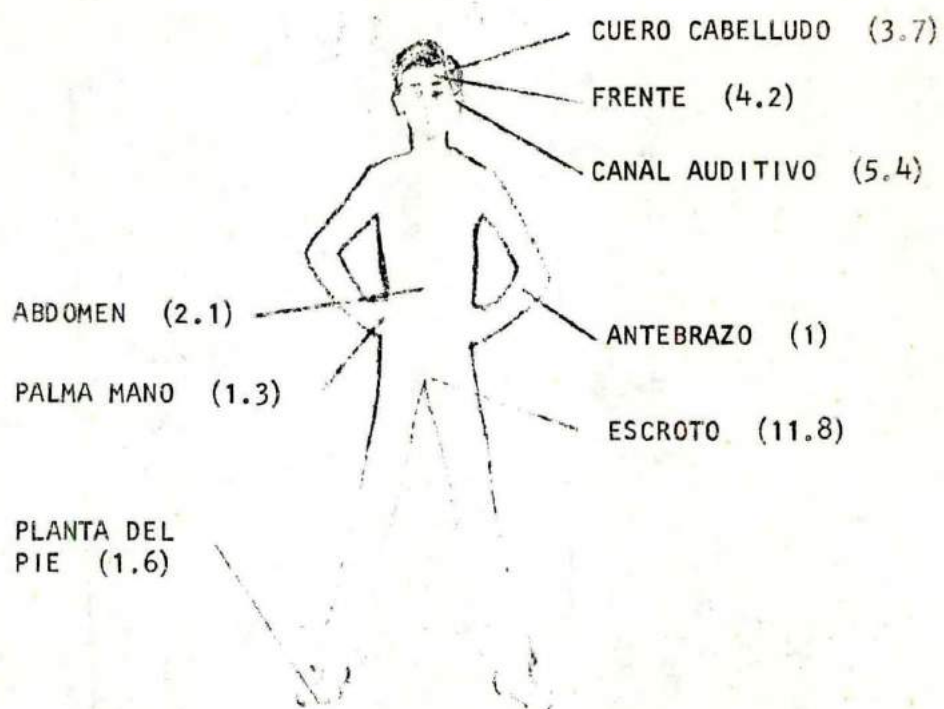 CUERO CABELLUDO (3.7)
FRENTE (4.2)
CANAL AUDITIVO (5.4)
ABDOMEN (2.1)
ANTEBRAZO (1)
PALMA MANO (1.3)
ESCROTO (11.8)
PLANTA DEL
PIE (1.6)